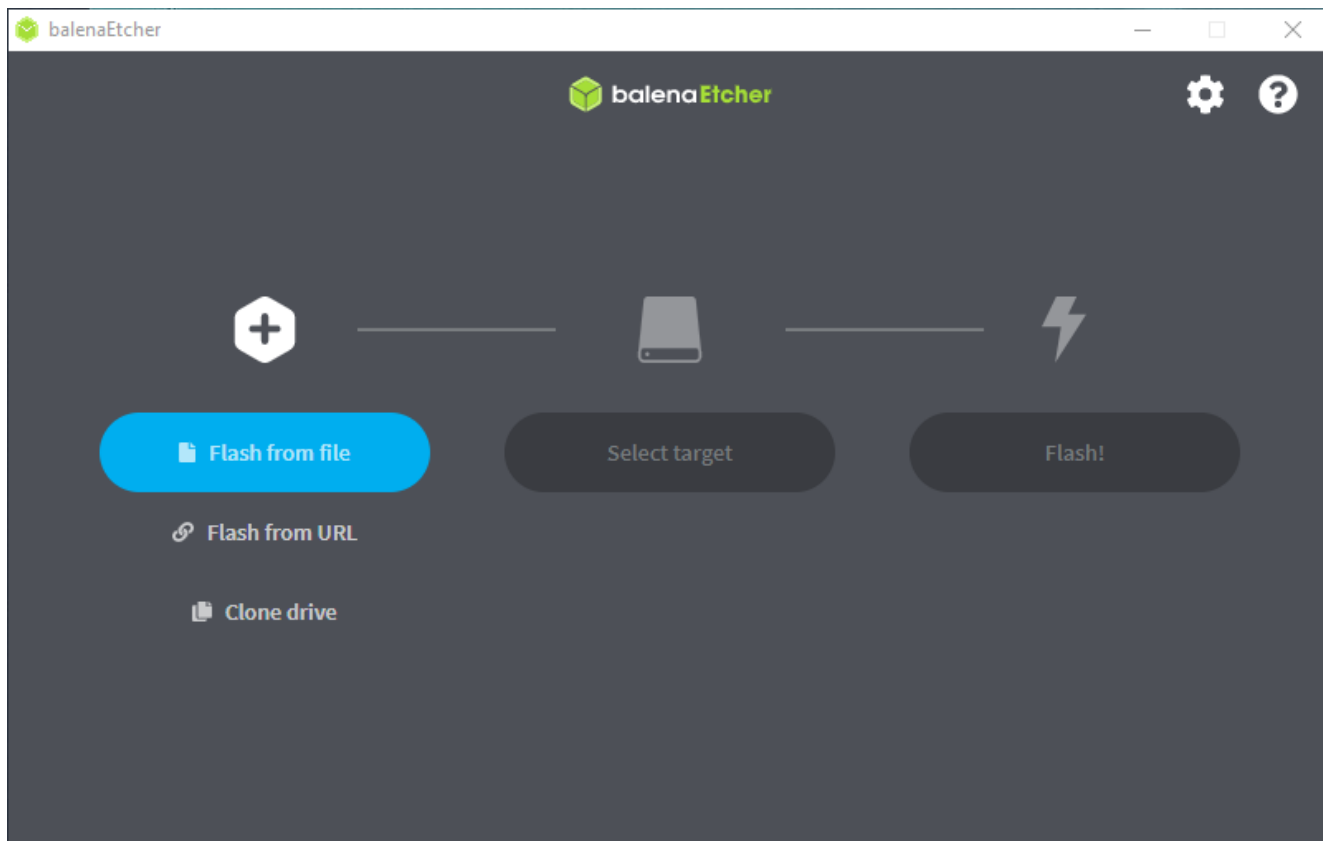 balenaEtcher
balenaEtcher
Flash from file
Select target
Flash!
Flash from URL
Clone drive